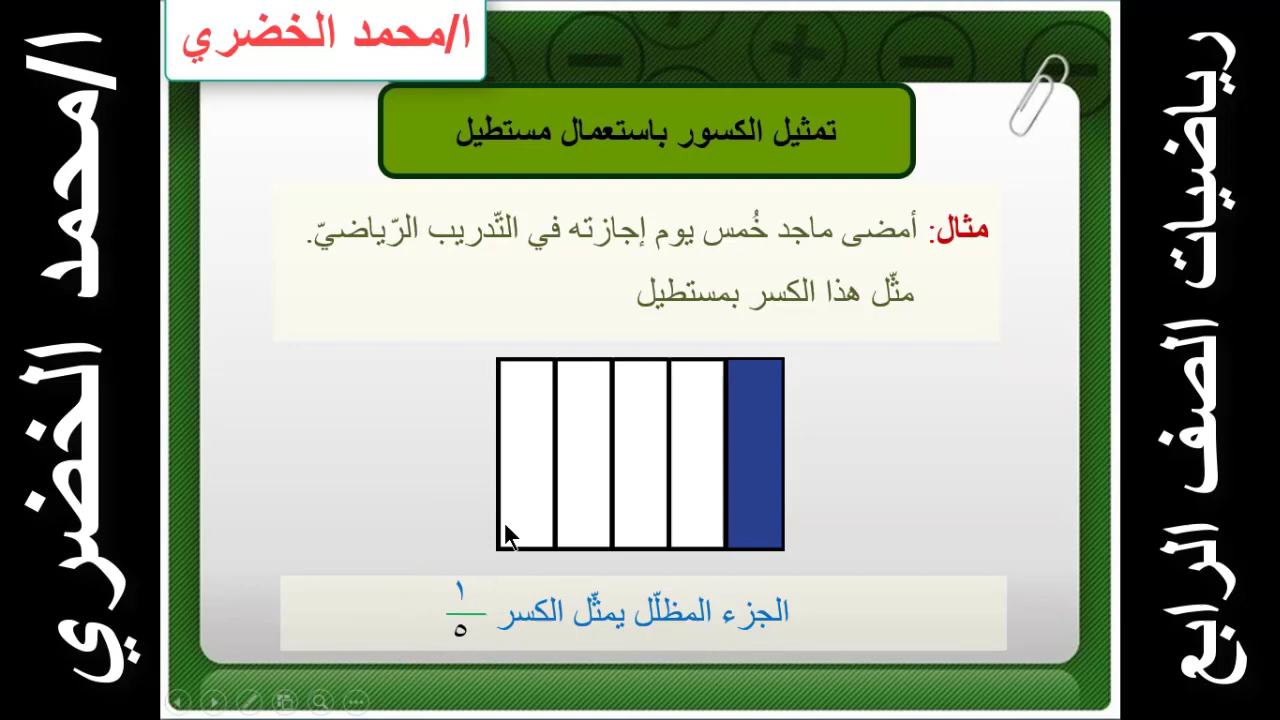 ا/محمد الخضري
تمثيل الكسور باستعمال مستطيل
مثال: أمضى ماجد خُمس يوم إجازته في التّدريب الرّياضيّ.
مثّل هذا الكسر بمستطيل
الجزء المظلّل يمثّل الكسر ١/٥
رياضيات الصف الرابع
ا/محمد الخضري